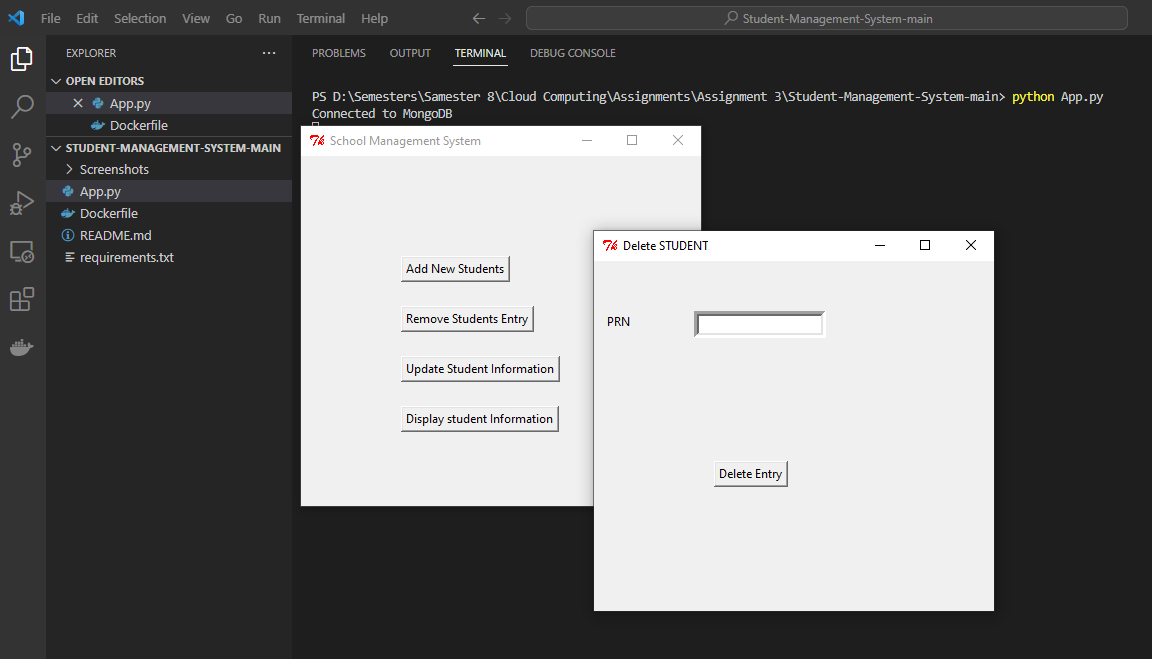 File Edit Selection View Go Run Terminal Help
Student-Management-System-main
EXPLORER
OPEN EDITORS
App.py
Dockerfile
STUDENT-MANAGEMENT-SYSTEM-MAIN
Screenshots
App.py
Dockerfile
README.md
requirements.txt
PROBLEMS OUTPUT TERMINAL DEBUG CONSOLE
PS D:\Semesters\Samester 8\Cloud Computing\Assignments\Assignment 3\Student-Management-System-main> python App.py
Connected to MongoDB
School Management System
Add New Students
Remove Students Entry
Update Student Information
Display student Information
Delete STUDENT
PRN
Delete Entry